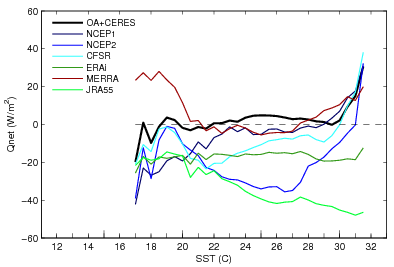 60
40
20
0
−20
−40
−60
Qnet (W/m²)
OA+CERES
NCEP1
NCEP2
CFSR
ERAI
MERRA
JRA55
12 14 16 18 20 22 24 26 28 30 32
SST (C)